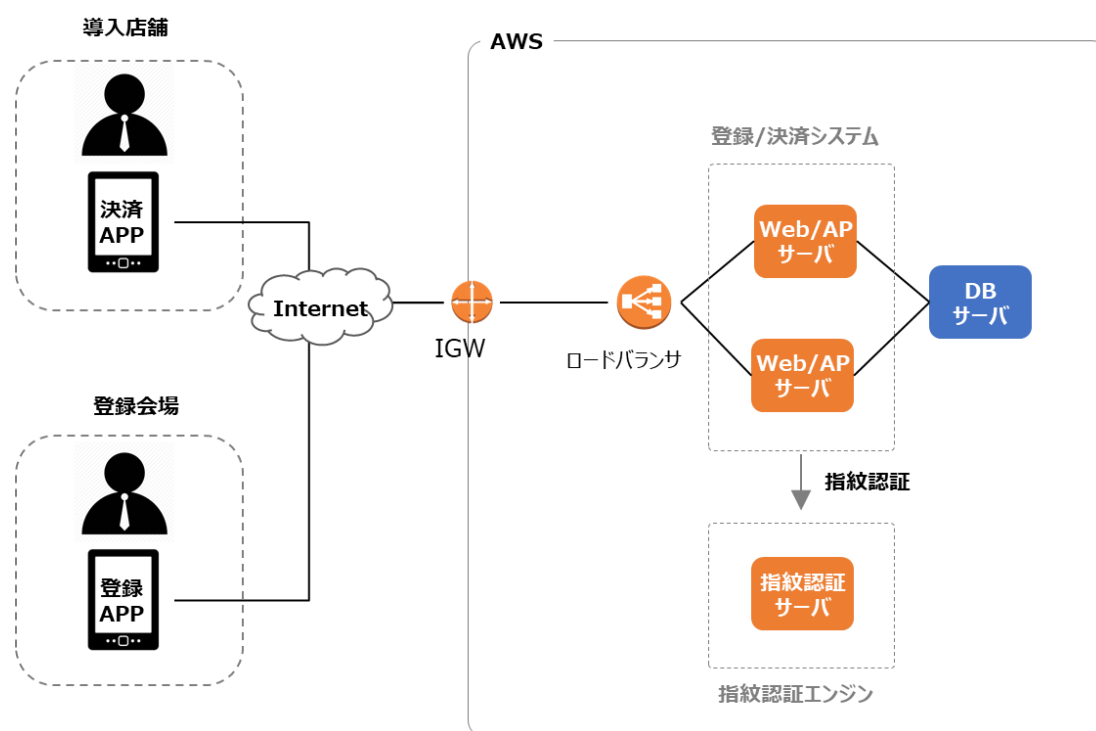 導入店舗
決済
APP
登録会場
登録
APP
Internet
AWS
IGW
ロードバランサ
登録/決済システム
Web/AP
サーバ
Web/AP
サーバ
DB
サーバ
指紋認証
指紋認証
サーバ
指紋認証エンジン